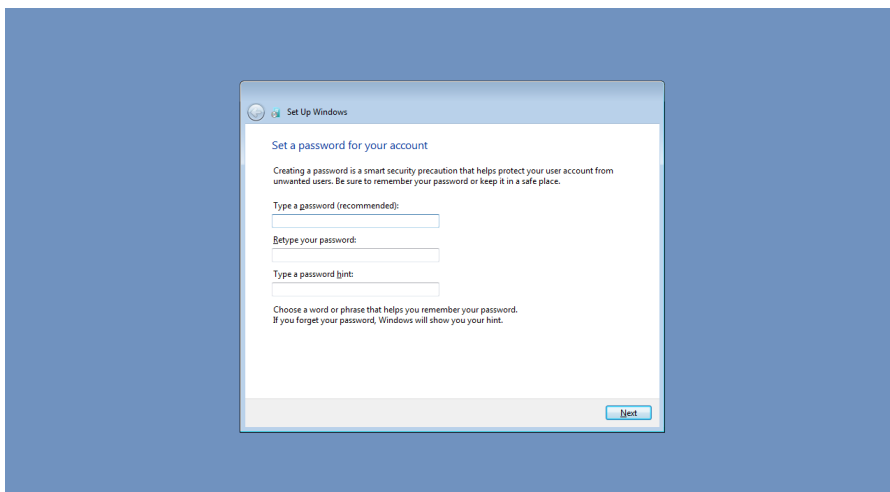 Set Up Windows
Set a password for your account
Creating a password is a smart security precaution that helps protect your user account from
unwanted users. Be sure to remember your password or keep it in a safe place.
Type a password (recommended):
Retype your password:
Type a password hint:
Choose a word or phrase that helps you remember your password.
If you forget your password, Windows will show you your hint.
Next